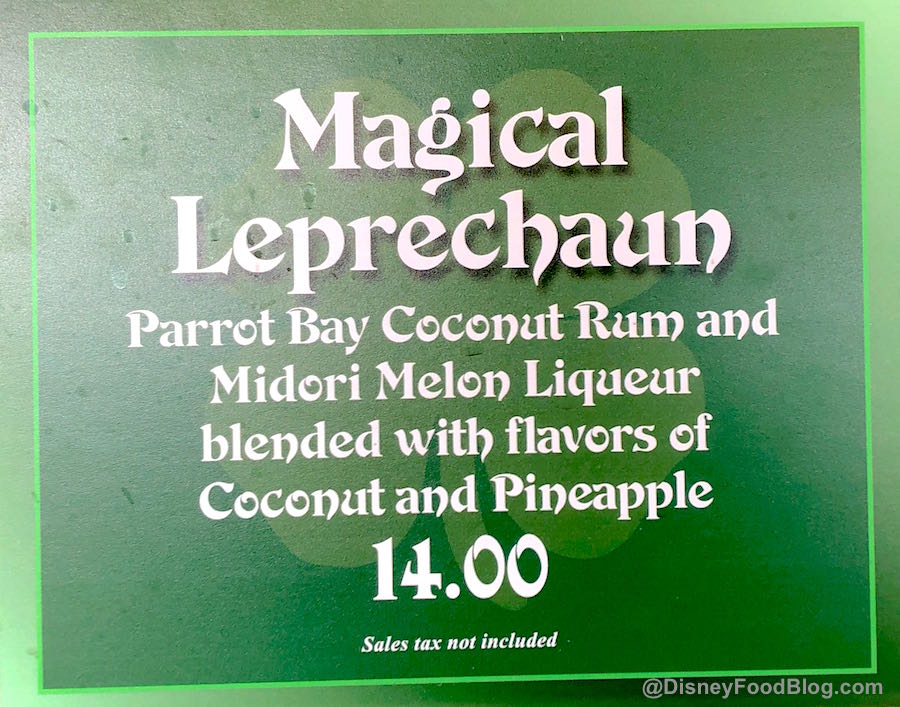 Magical
Leprechaun
Parrot Bay Coconut Rum and
Midori Melon Liqueur
blended with flavors of
Coconut and Pineapple
14.00
Sales tax not included
@DisneyFoodBlog.com